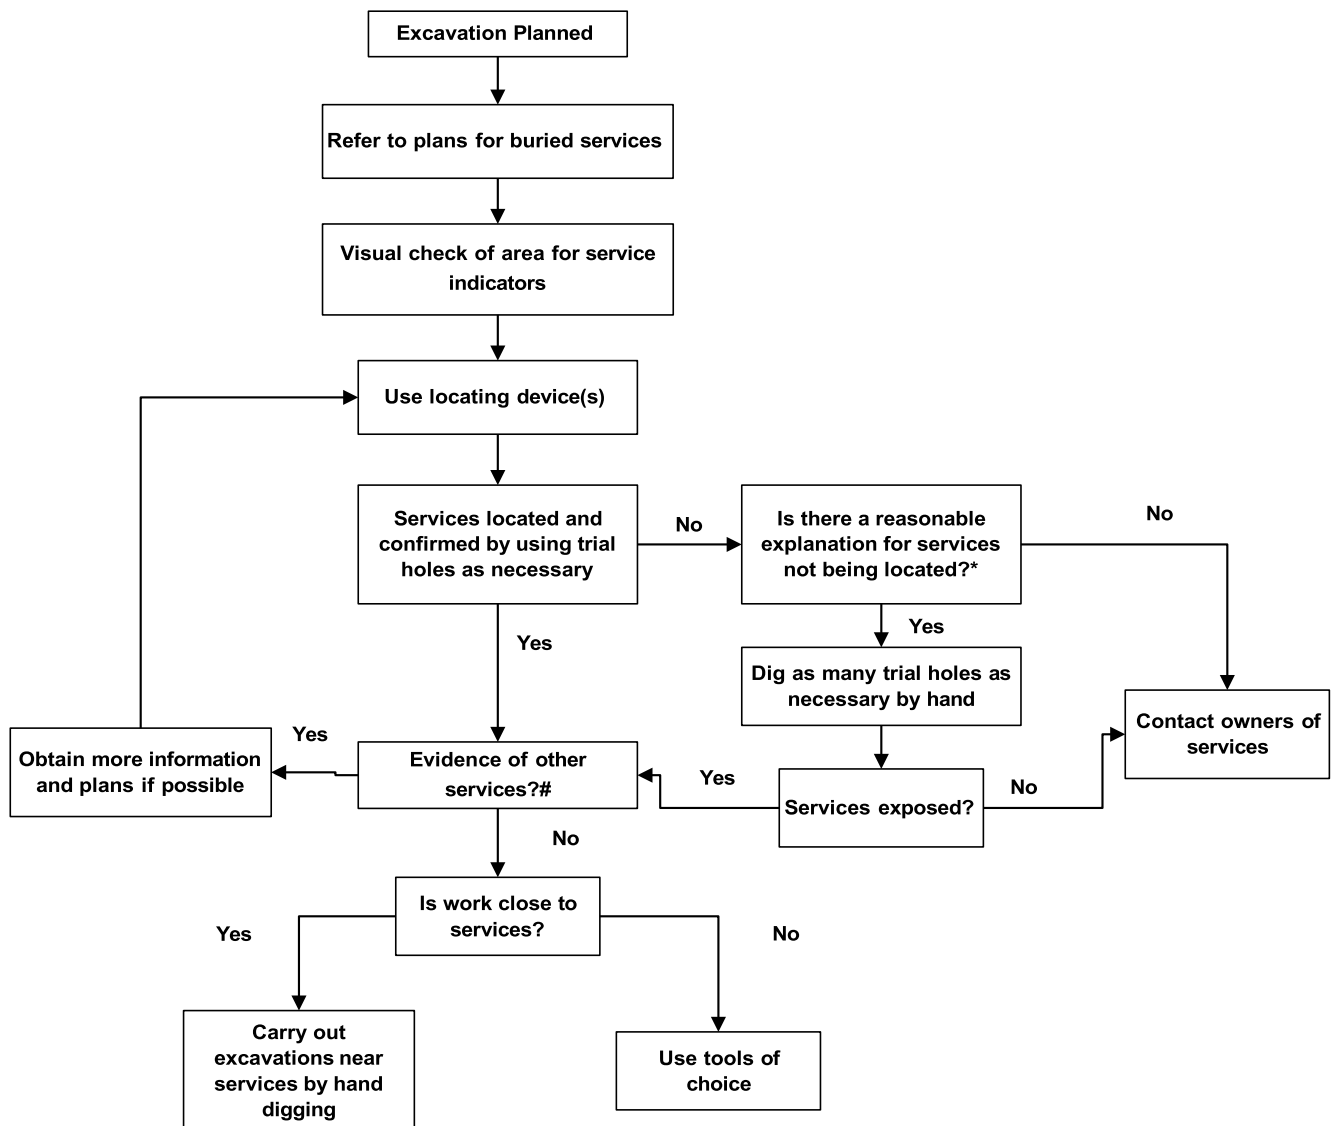 Excavation Planned
Refer to plans for buried services
Visual check of area for service
indicators
Use locating device(s)
Services located and
confirmed by using trial
holes as necessary
No
Is there a reasonable
explanation for services
not being located?*
No
Yes
Yes
Dig as many trial holes as
necessary by hand
Contact owners of
services
Obtain more information
and plans if possible
Yes
Evidence of other
services?#
Yes
Services exposed?
No
No
Is work close to
services?
Yes
No
Carry out
excavations near
services by hand
digging
Use tools of
choice